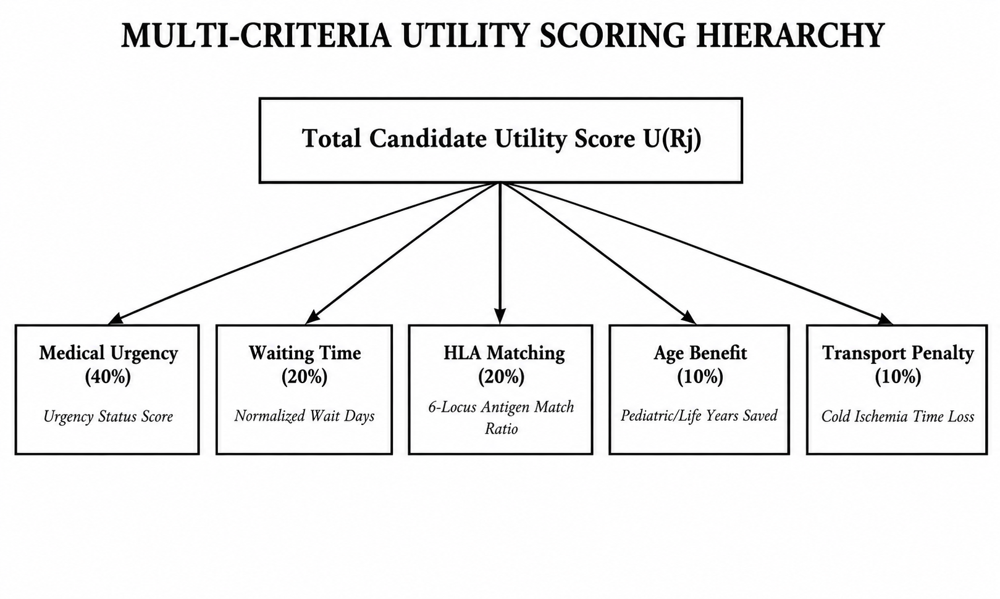 MULTI-CRITERIA UTILITY SCORING HIERARCHY
Total Candidate Utility Score U(Rj)
Medical Urgency
(40%)
Urgency Status Score
Waiting Time
(20%)
Normalized Wait Days
HLA Matching
(20%)
6-Locus Antigen Match
Ratio
Age Benefit
(10%)
Pediatric/Life Years Saved
Transport Penalty
(10%)
Cold Ischemia Time Loss